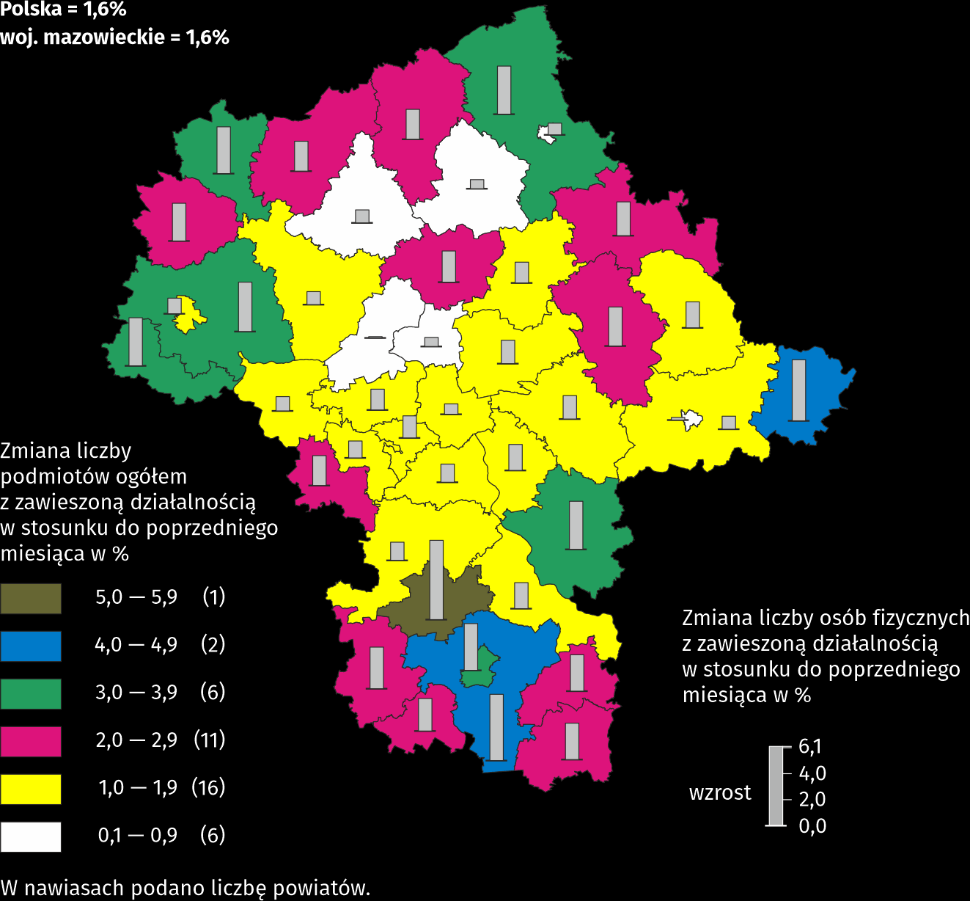 Polska = 1,6%
woj. mazowieckie = 1,6%
Zmiana liczby
podmiotów ogółem
z zawieszoną działalnością
w stosunku do poprzedniego
miesiąca w %
5,0 — 5,9 (1)
4,0 — 4,9 (2)
3,0 — 3,9 (6)
2,0 — 2,9 (11)
1,0 — 1,9 (16)
0,1 — 0,9 (6)
W nawiasach podano liczbę powiatów.
Zmiana liczby osób fizycznych
z zawieszoną działalnością
w stosunku do poprzedniego
miesiąca w %
wzrost
6,1
4,0
2,0
0,0